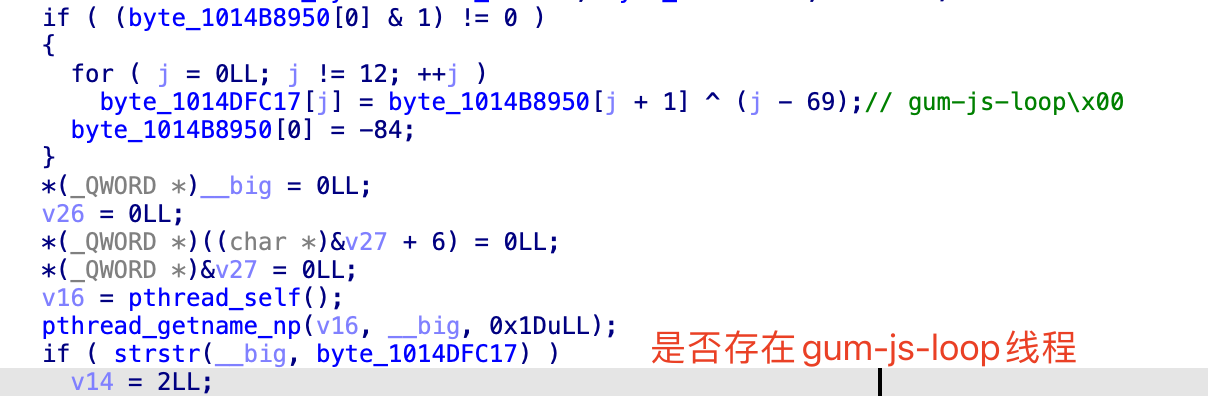 if ( (byte_1014B8950[0] & 1) != 0 )
{
for ( j = 0LL; j != 12; ++j )
byte_1014DFC17[j] = byte_1014B8950[j + 1] ^ (j - 69);// gum-js-loop\x00
byte_1014B8950[0] = -84;
}
*(_QWORD *)__big = 0LL;
v26 = 0LL;
*(_QWORD *)((char *)&v27 + 6) = 0LL;
*(_QWORD *)&v27 = 0LL;
v16 = pthread_self();
pthread_getname_np(v16, __big, 0x1DuLL);
if ( strstr(__big, byte_1014DFC17) ) 是否存在gum-js-loop线程
v14 = 2LL;